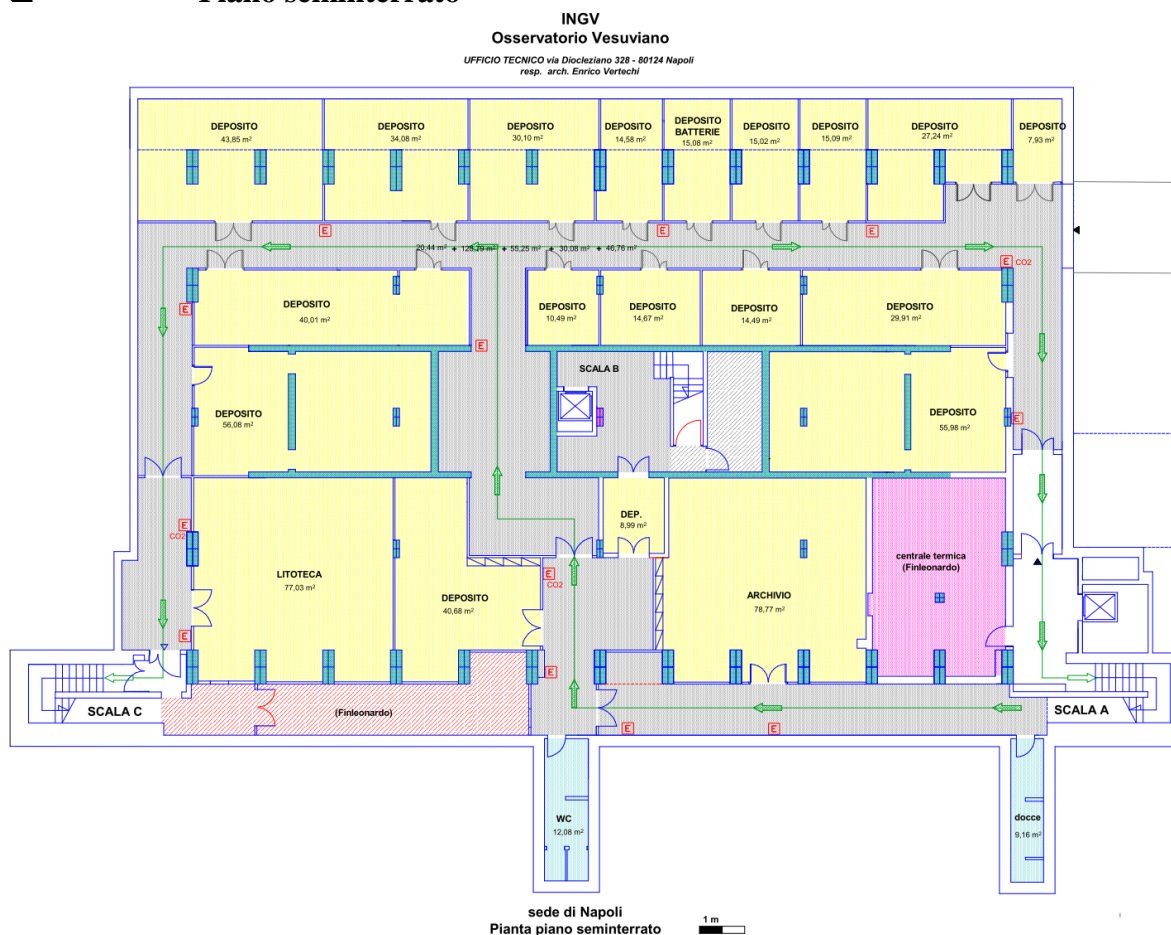 Piano seminterrato
INGV
Osservatorio Vesuviano
UFFICIO TECNICO via Diocleziano 328 - 80124 Napoli
resp. arch. Enrico Vertechi
DEPOSITO
43,85 m²
DEPOSITO
34,08 m²
DEPOSITO
30,10 m²
DEPOSITO
14,58 m²
DEPOSITO
BATTERIE
15,08 m²
DEPOSITO
15,02 m²
DEPOSITO
15,09 m²
DEPOSITO
27,24 m²
DEPOSITO
7,93 m²
E
E
E
+ 55,25 m² + 30,08 m² + 46,76 m²
E CO2
E
DEPOSITO
40,01 m²
DEPOSITO
10,49 m²
DEPOSITO
14,67 m²
DEPOSITO
14,49 m²
DEPOSITO
29,91 m²
E
SCALA B
DEPOSITO
56,08 m²
DEPOSITO
55,98 m²
E
DEP.
8,99 m²
E
CO2
LITOTECA
77,03 m²
E
CO2
DEPOSITO
40,68 m²
ARCHIVIO
78,77 m²
centrale termica
(Finleonardo)
E
E
SCALA C
(Finleonardo)
SCALA A
E
E
WC
12,08 m²
docce
9,16 m²
sede di Napoli
Pianta piano seminterrato
1 m